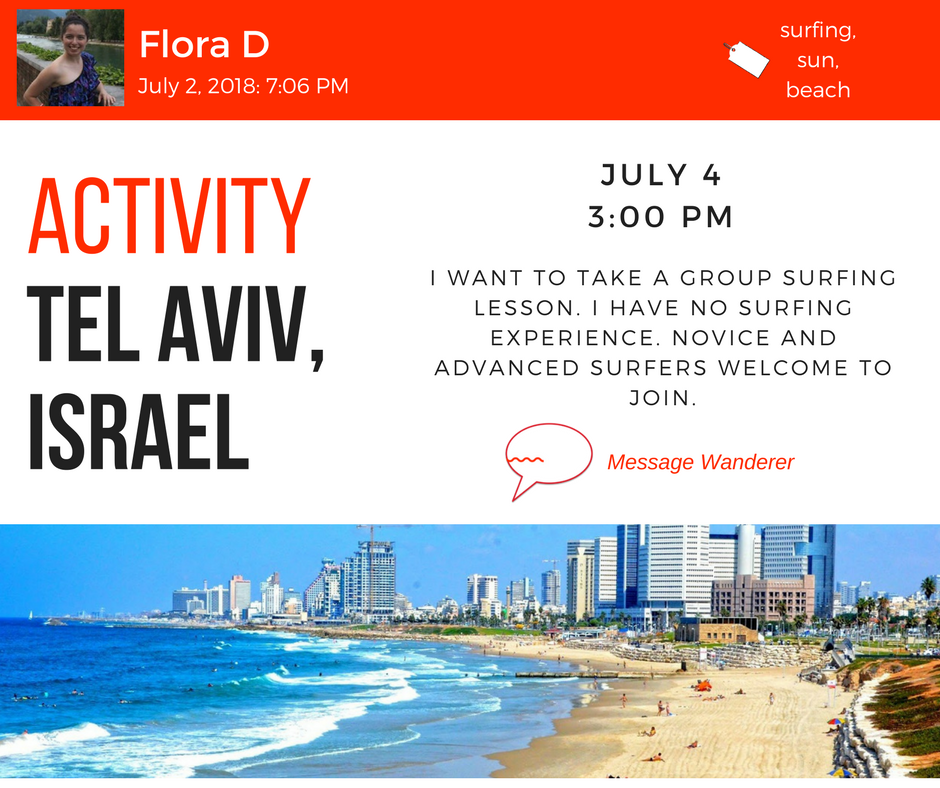 Flora D
July 2, 2018: 7:06 PM
surfing,
sun,
beach
ACTIVITY
TEL AVIV,
ISRAEL
JULY 4
3:00 PM
I WANT TO TAKE A GROUP SURFING
LESSON. I HAVE NO SURFING
EXPERIENCE. NOVICE AND
ADVANCED SURFERS WELCOME TO
JOIN.
Message Wanderer